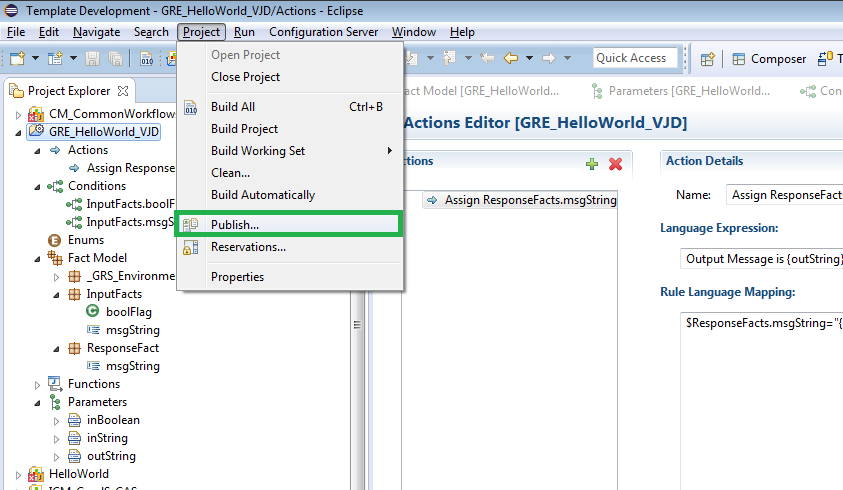 Template Development - GRE_HelloWorld_VJD/Actions - Eclipse
File Edit Navigate Search Project Run Configuration Server Window Help
Quick Access
Composer
T
Project Explorer
CM_CommonWorkflow
GRE_HelloWorld_VJD
Actions
Assign Response
Conditions
InputFacts.boolF
InputFacts.msgS
Enums
Fact Model
_GRS_Environme
InputFacts
boolFlag
msgString
ResponseFact
msgString
Functions
Parameters
inBoolean
inString
outString
HelloWorld
Open Project
Close Project
Build All Ctrl+B
Build Project
Build Working Set
Clean...
Build Automatically
Publish...
Reservations...
Properties
act Model [GRE_HelloWorld...
Parameters [GRE_HelloWorld...
Con
Actions Editor [GRE_HelloWorld_VJD]
ctions
Assign ResponseFacts.msgString
Action Details
Name: Assign ResponseFact
Language Expression:
Output Message is {outString}
Rule Language Mapping:
$ResponseFacts.msgString="{